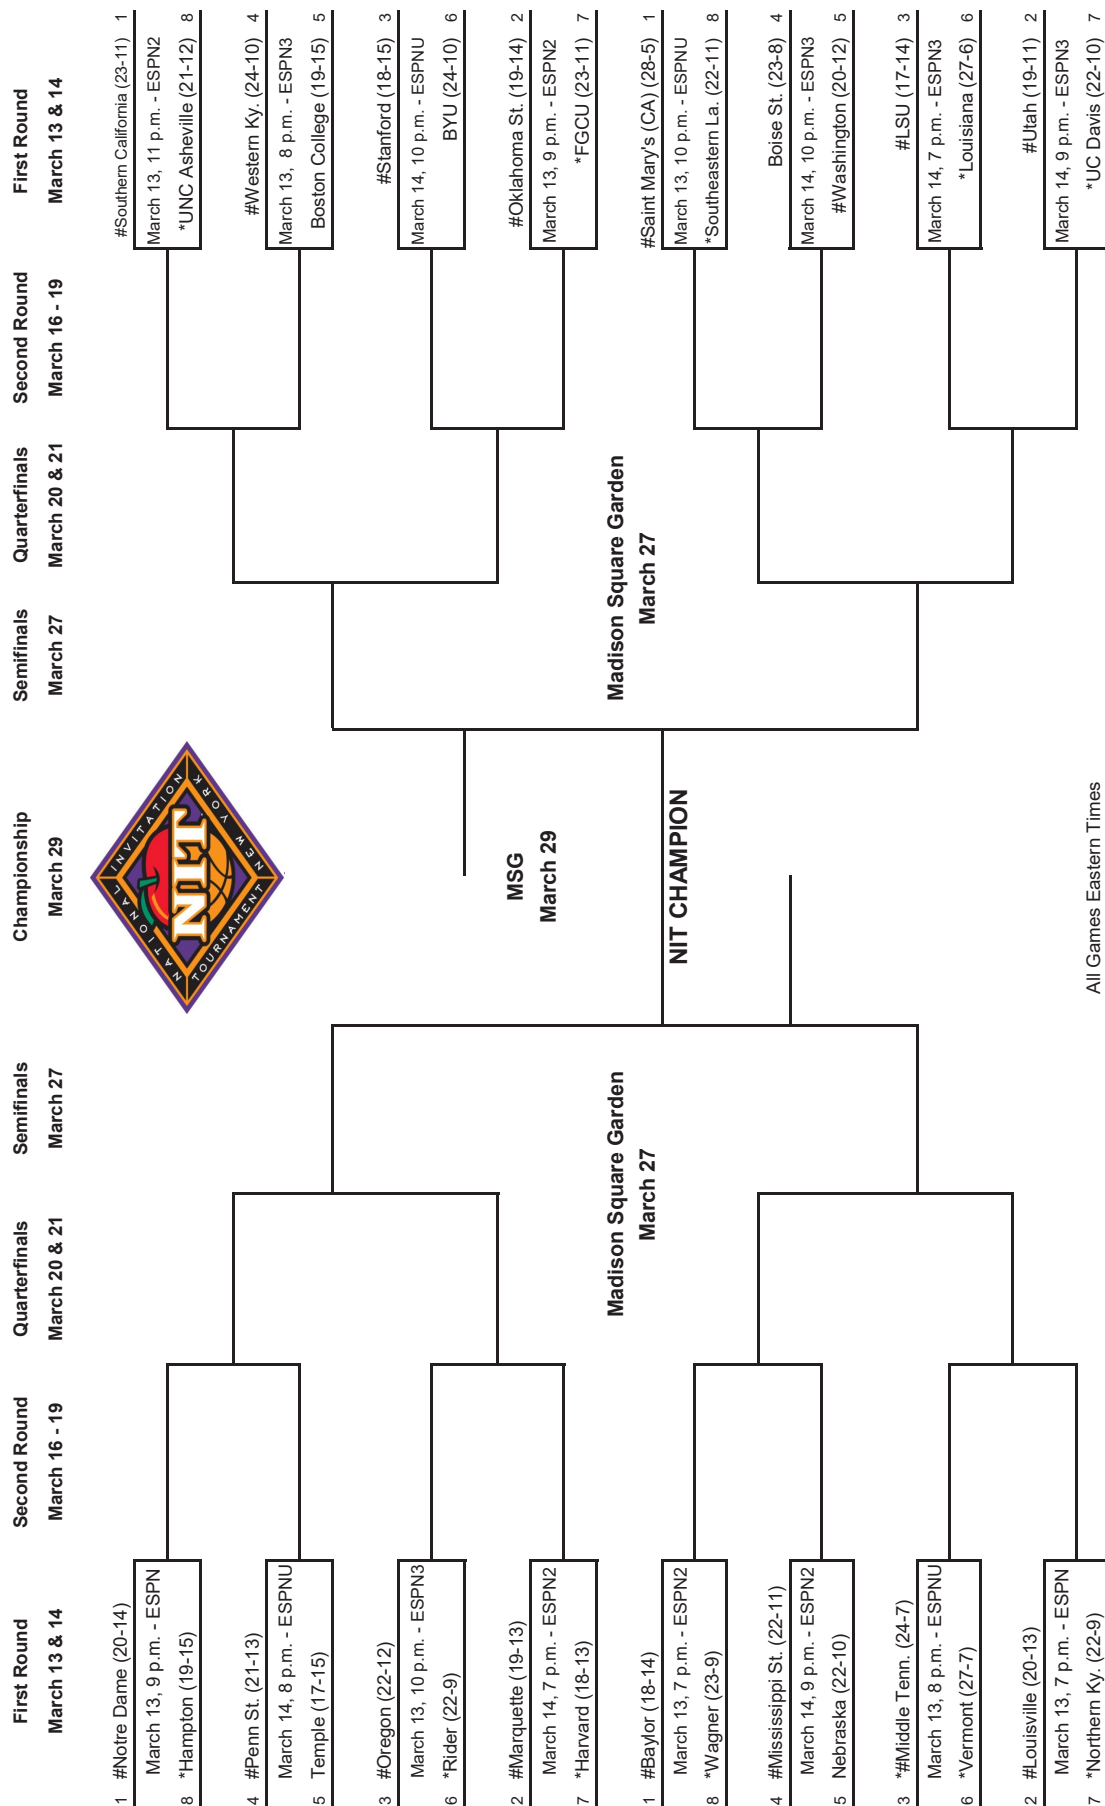 First Round
Second Round
Quarterfinals
Semifinals
Championship
Semifinals
Quarterfinals
Second Round
First Round
March 13 & 14
March 16 - 19
March 20 & 21
March 27
March 29
March 27
March 20 & 21
March 16 - 19
March 13 & 14
1 #Notre Dame (20-14)
March 13, 9 p.m. - ESPN
8 *Hampton (19-15)
4 #Penn St. (21-13)
March 14, 8 p.m. - ESPNU
5 Temple (17-15)
3 #Oregon (22-12)
March 13, 10 p.m. - ESPN3
6 *Rider (22-9)
2 #Marquette (19-13)
March 14, 7 p.m. - ESPN2
7 *Harvard (18-13)
1 #Baylor (18-14)
March 13, 7 p.m. - ESPN2
8 *Wagner (23-9)
4 #Mississippi St. (22-11)
March 14, 9 p.m. - ESPN2
5 Nebraska (22-10)
3 *#Middle Tenn. (24-7)
March 13, 8 p.m. - ESPNU
6 *Vermont (27-7)
2 #Louisville (20-13)
March 13, 7 p.m. - ESPN
7 *Northern Ky. (22-9)
Madison Square Garden
March 27
NATIONAL INVITATION
NIT
TOURNAMENT NEW YORK
MSG
March 29
NIT CHAMPION
All Games Eastern Times
Madison Square Garden
March 27
#Southern California (23-11) 1
March 13, 11 p.m. - ESPN2
*UNC Asheville (21-12) 8
#Western Ky. (24-10) 4
March 13, 8 p.m. - ESPN3
Boston College (19-15) 5
#Stanford (18-15) 3
March 14, 10 p.m. - ESPNU
BYU (24-10) 6
#Oklahoma St. (19-14) 2
March 13, 9 p.m. - ESPN2
*FGCU (23-11) 7
#Saint Mary's (CA) (28-5) 1
March 13, 10 p.m. - ESPNU
*Southeastern La. (22-11) 8
Boise St. (23-8) 4
March 14, 10 p.m. - ESPN3
#Washington (20-12) 5
#LSU (17-14) 3
March 14, 7 p.m. - ESPN3
*Louisiana (27-6) 6
#Utah (19-11) 2
March 14, 9 p.m. - ESPN3
*UC Davis (22-10) 7